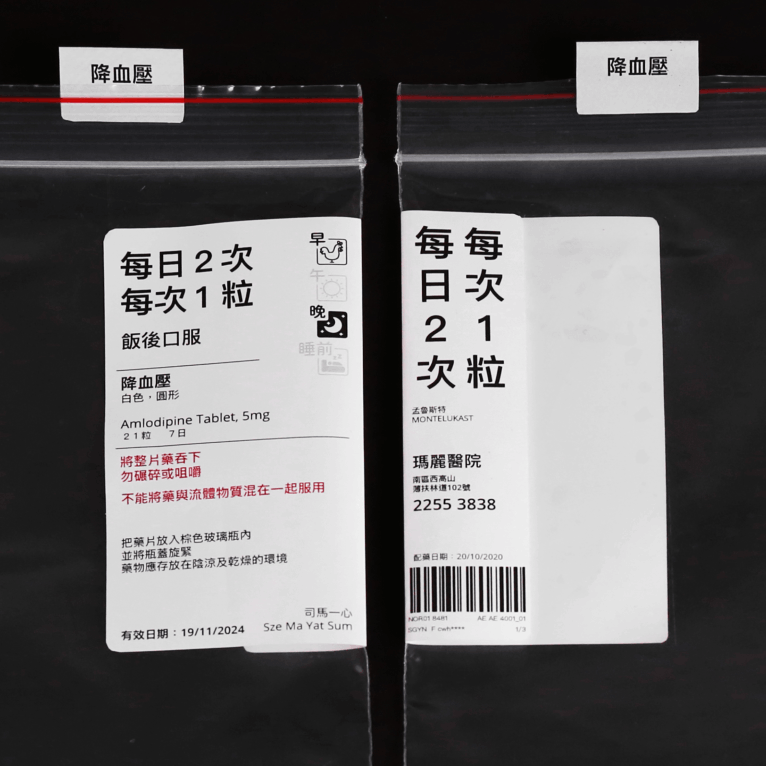 降血壓
每日2次
每次1粒
飯後口服
早
午
晚
睡前
降血壓
白色，圓形
Amlodipine Tablet, 5mg
21粒 7日
將整片藥吞下
勿碾碎或咀嚼
不能將藥與流體物質混在一起服用
把藥片放入棕色玻璃瓶內
並將瓶蓋旋緊
藥物應存放在陰涼及乾燥的環境
司馬一心
有效日期：19/11/2024 Sze Ma Yat Sum
降血壓
每日2次
每次1粒
孟魯斯特
MONTELUKAST
瑪麗醫院
南區西高山
薄扶林道102號
2255 3838
配藥日期：20/10/2020
NOR01 8481 AE AE 4001_01
SGYN F cwh**** 1/3